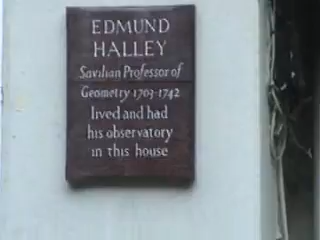 EDMUND
HALLEY
Savilian Professor of
Geometry 1703-1742
lived and had
his observatory
in this house